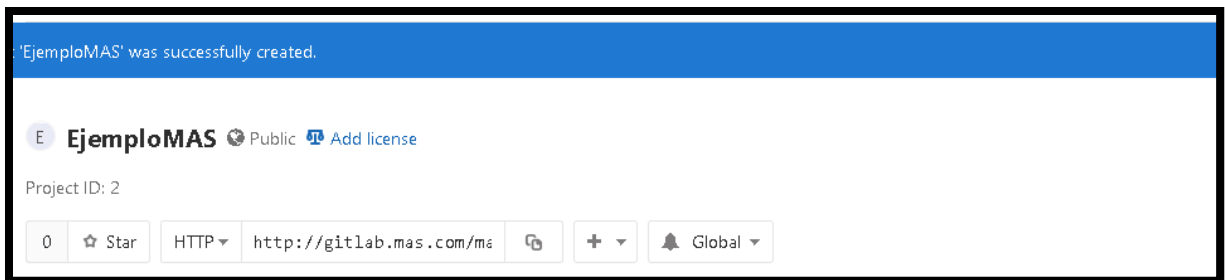 'EjemploMAS' was successfully created.
E EjemploMAS Public Add license
Project ID: 2
0 Star HTTP http://gitlab.mas.com/ma Global